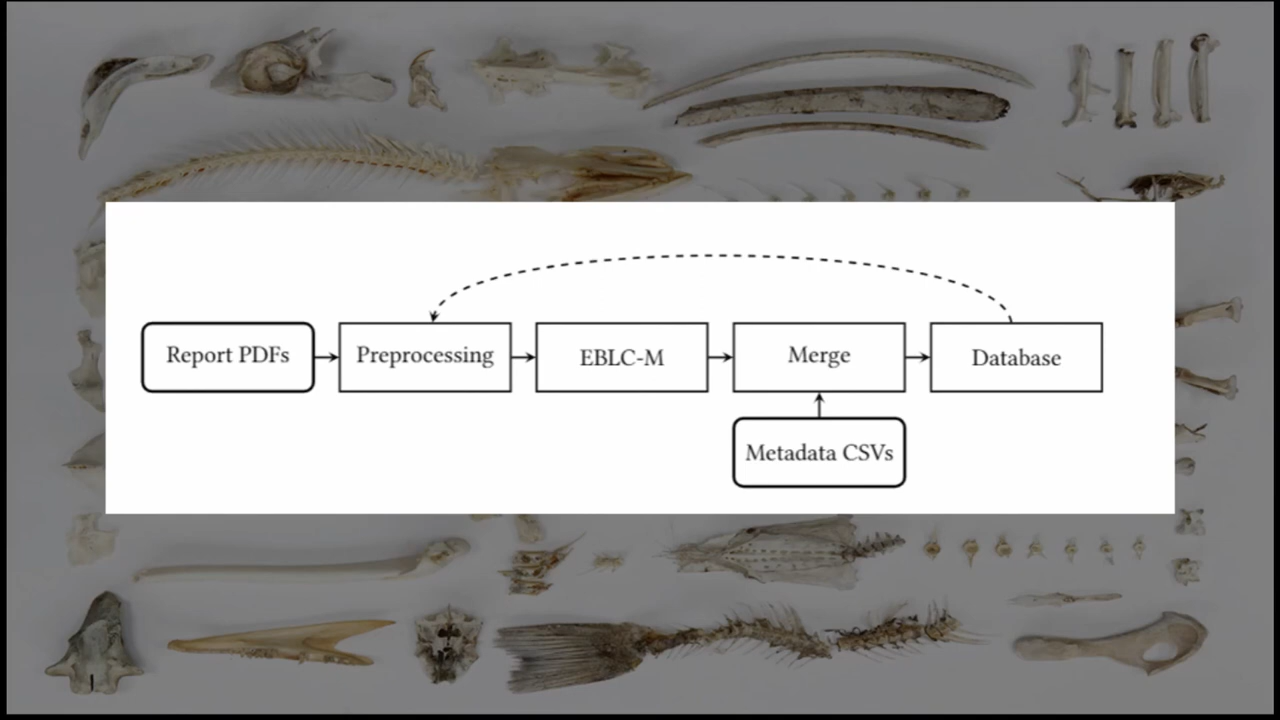 Report PDFs
Preprocessing
EBLC-M
Merge
Database
Metadata CSVs